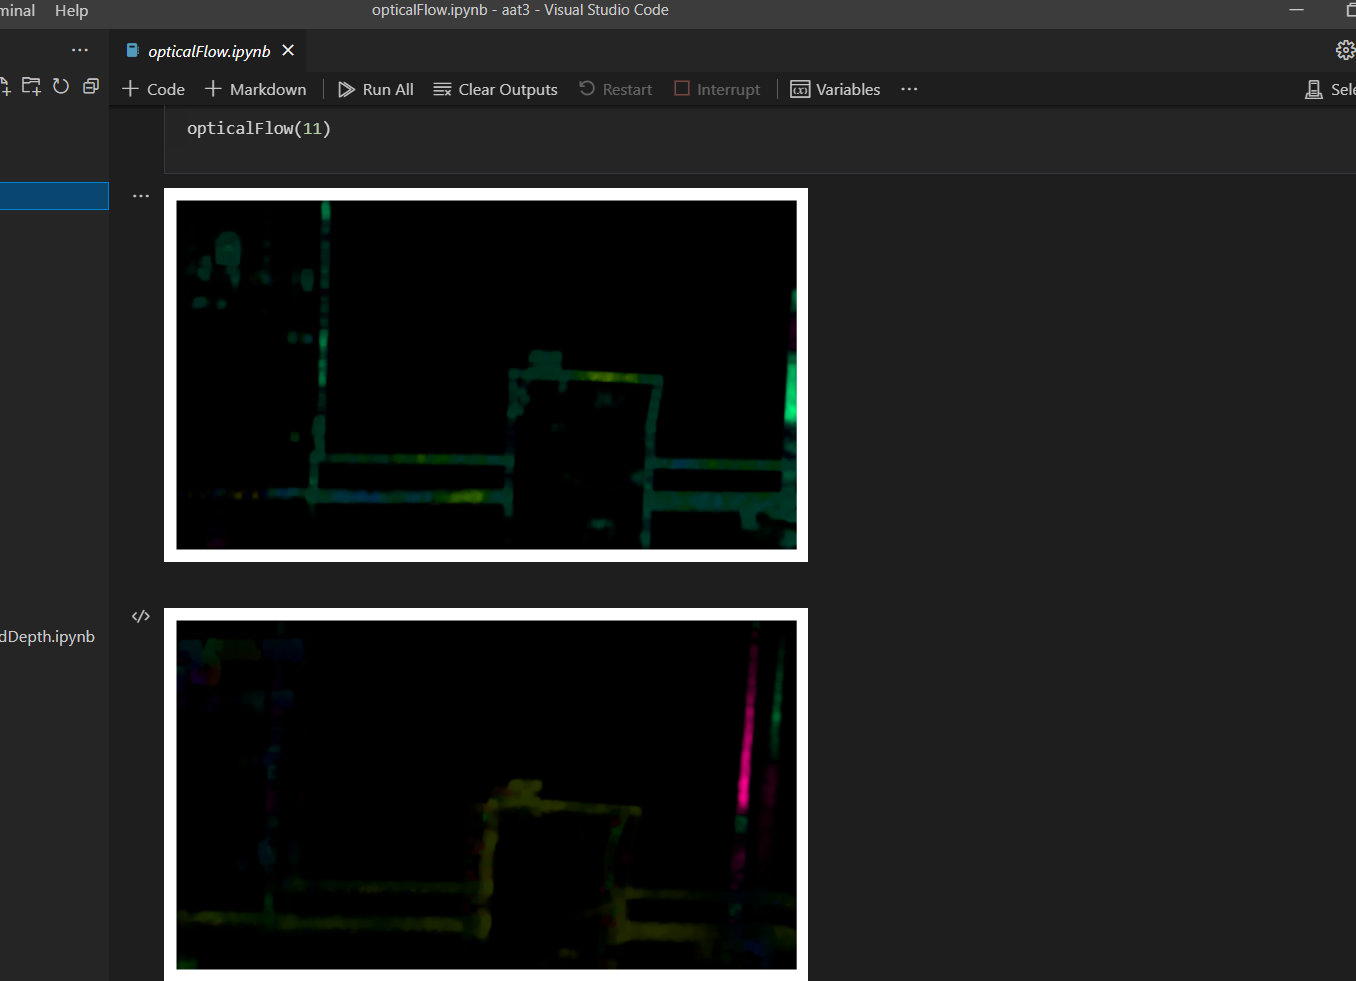 minal Help opticalFlow.ipynb - aat3 - Visual Studio Code
opticalFlow.ipynb
Code Markdown Run All Clear Outputs Restart Interrupt Variables Sele
opticalFlow(11)
dDepth.ipynb